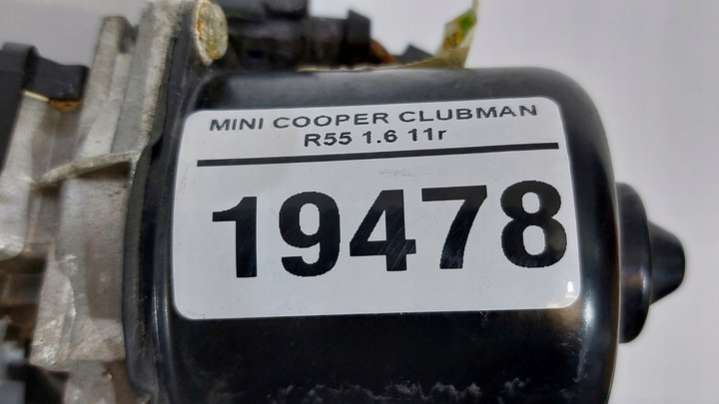 MINI COOPER CLUBMAN
R55 1.6 11r
19478